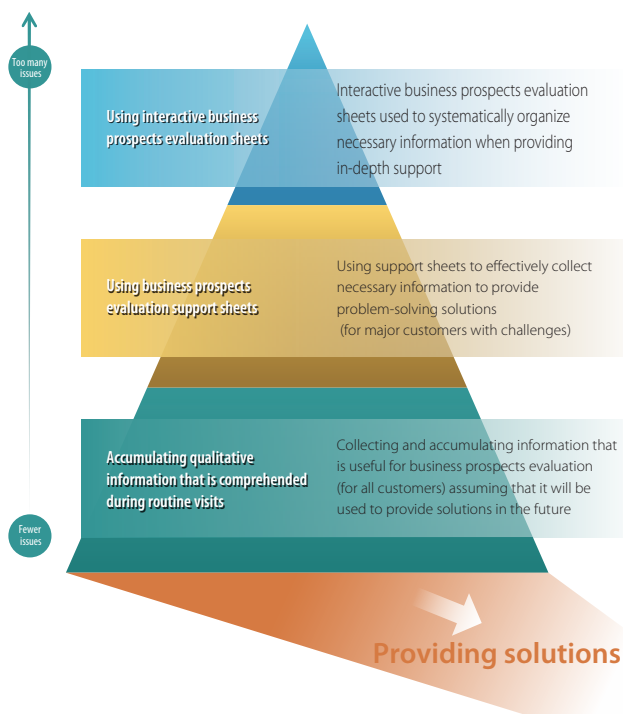 Too many
issues
Using interactive business
prospects evaluation sheets
Interactive business prospects evaluation
sheets used to systematically organize
necessary information when providing
in-depth support
Using business prospects
evaluation support sheets
Using support sheets to effectively collect
necessary information to provide
problem-solving solutions
(for major customers with challenges)
Accumulating qualitative
information that is comprehended
during routine visits
Collecting and accumulating information that
is useful for business prospects evaluation
(for all customers) assuming that it will be
used to provide solutions in the future
Fewer
issues
Providing solutions